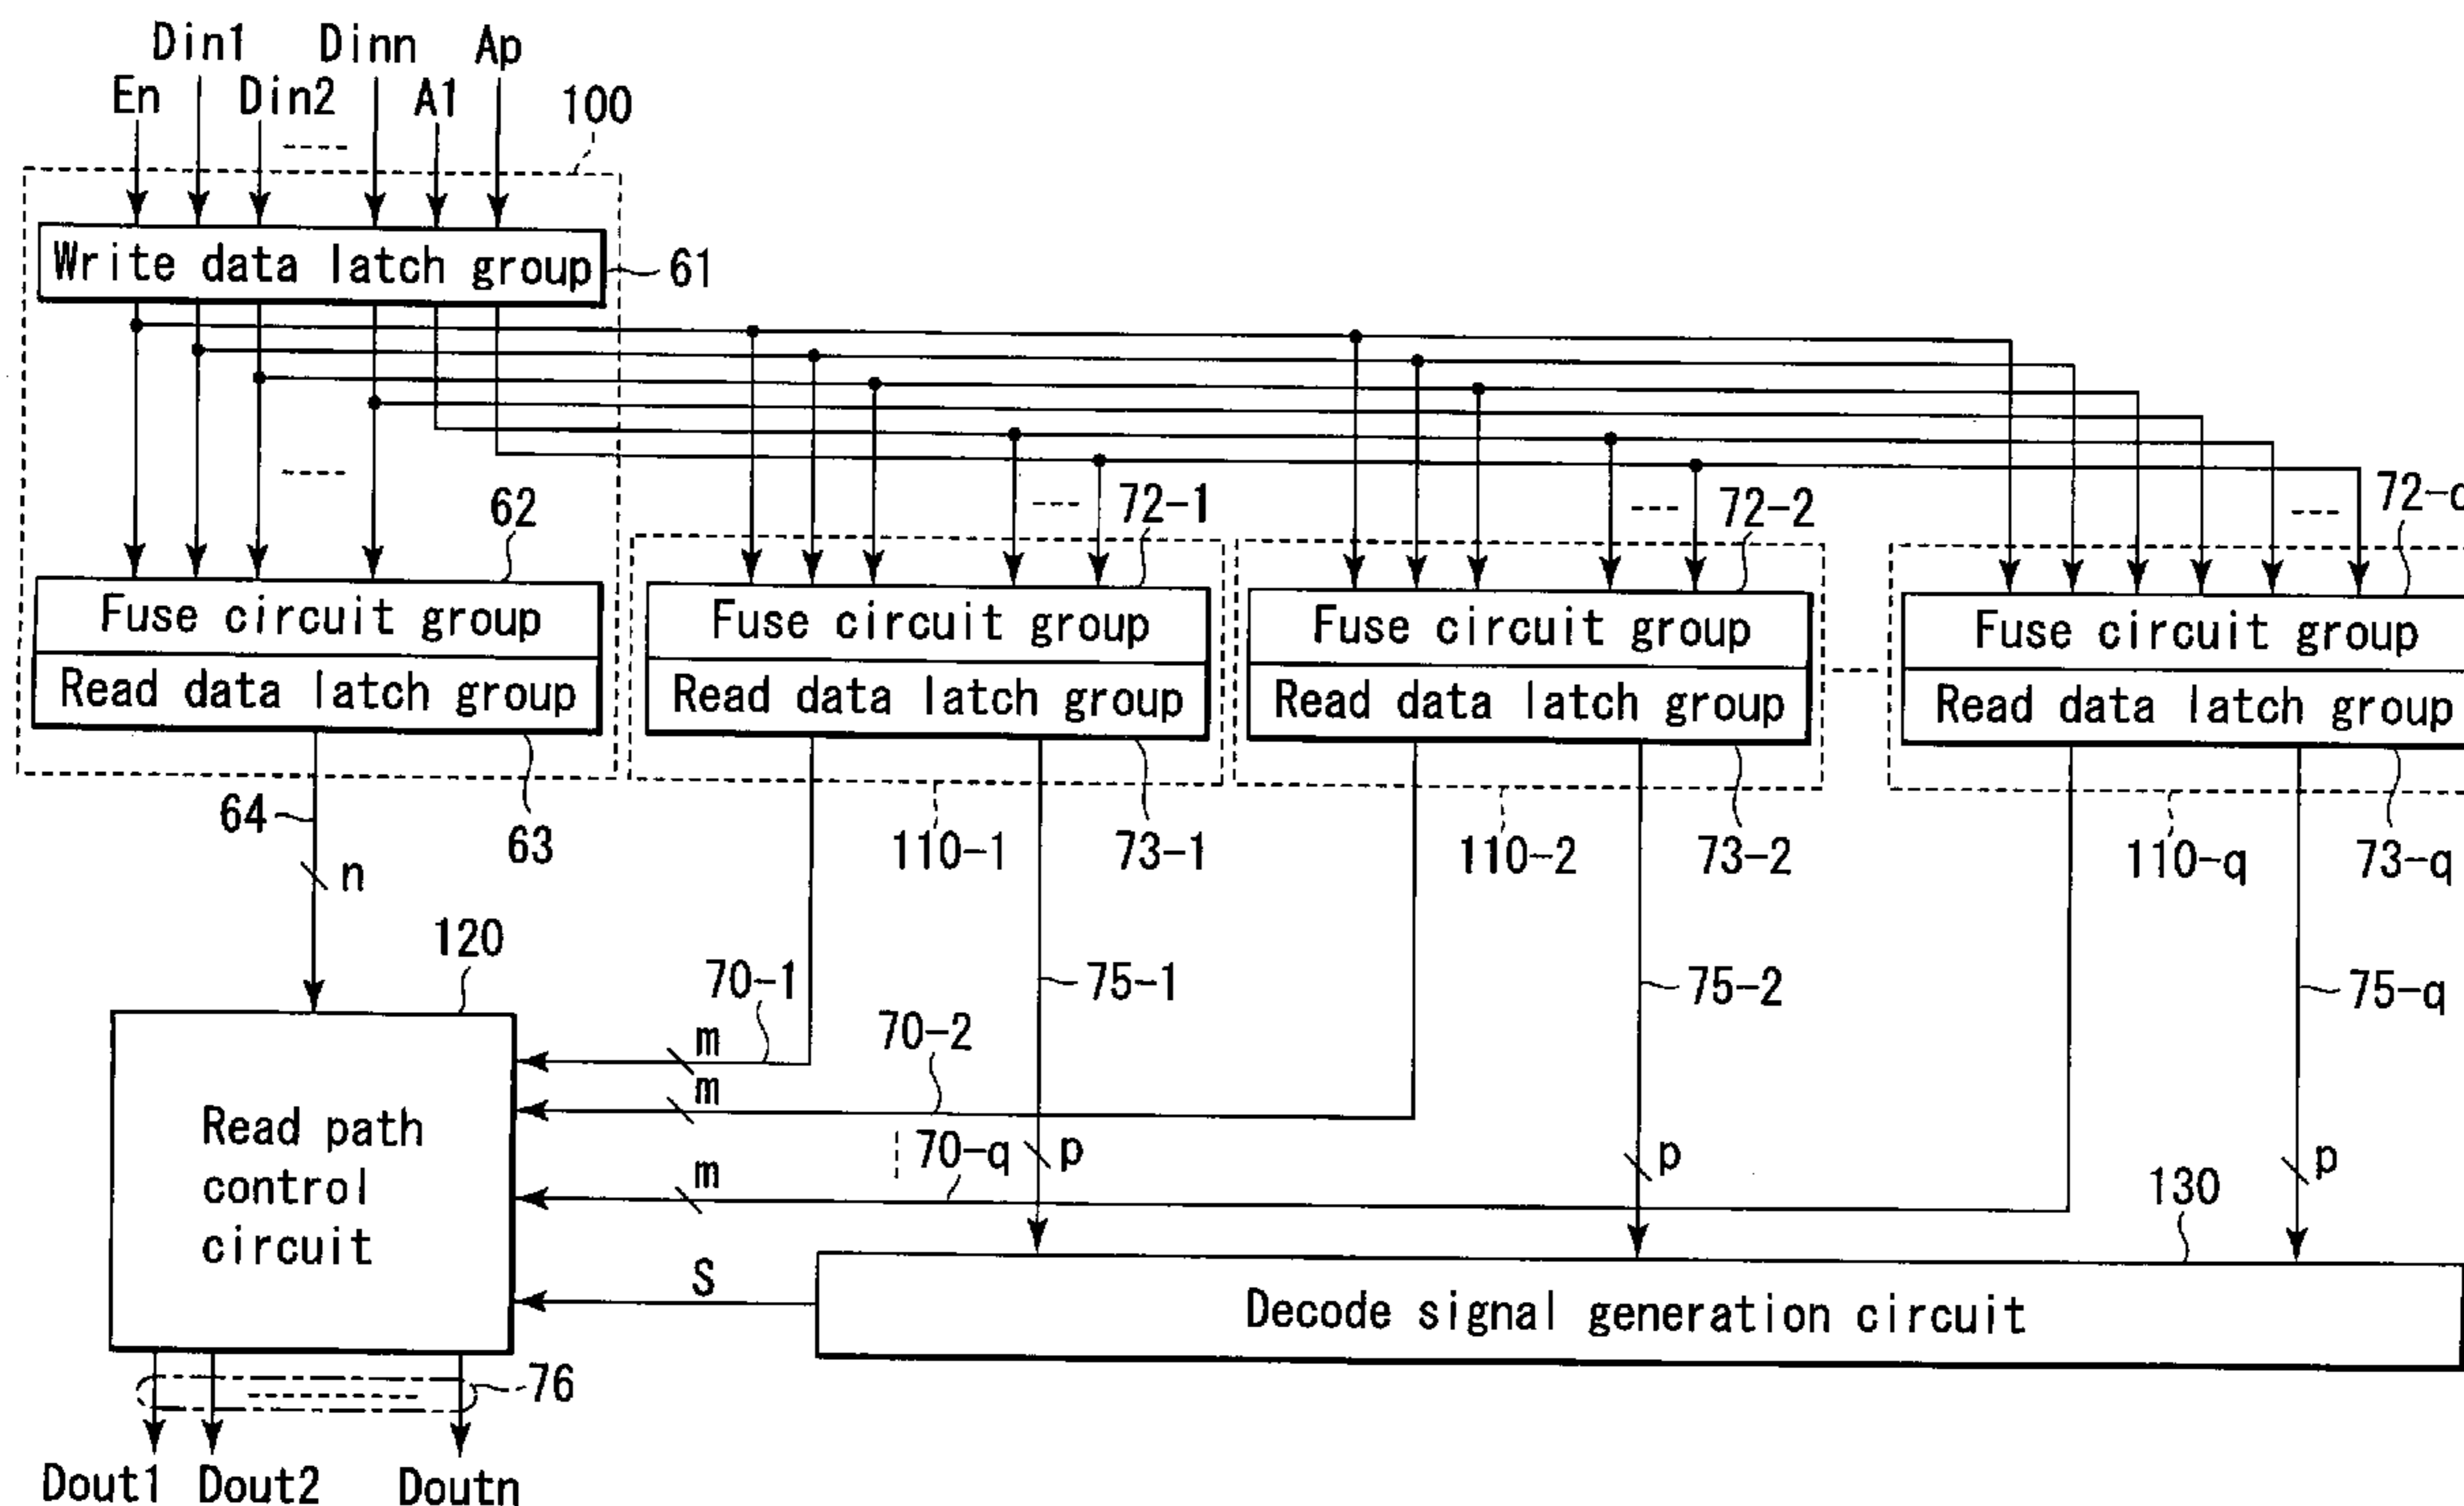 Din1 Dinn Ap
En Din2 A1 100
Write data latch group 61
62 72-1 72-2 72-
Fuse circuit group Fuse circuit group Fuse circuit group Fuse circuit group
Read data latch group Read data latch group Read data latch group Read data latch group
64 63 110-1 73-1 110-2 73-2 110-q 73-q
n
120
70-1 75-1 75-2 75-q
70-2
m
m
70-q p p p
m
130
Read path
control
circuit
S
Decode signal generation circuit
76
Dout1 Dout2 Doutn